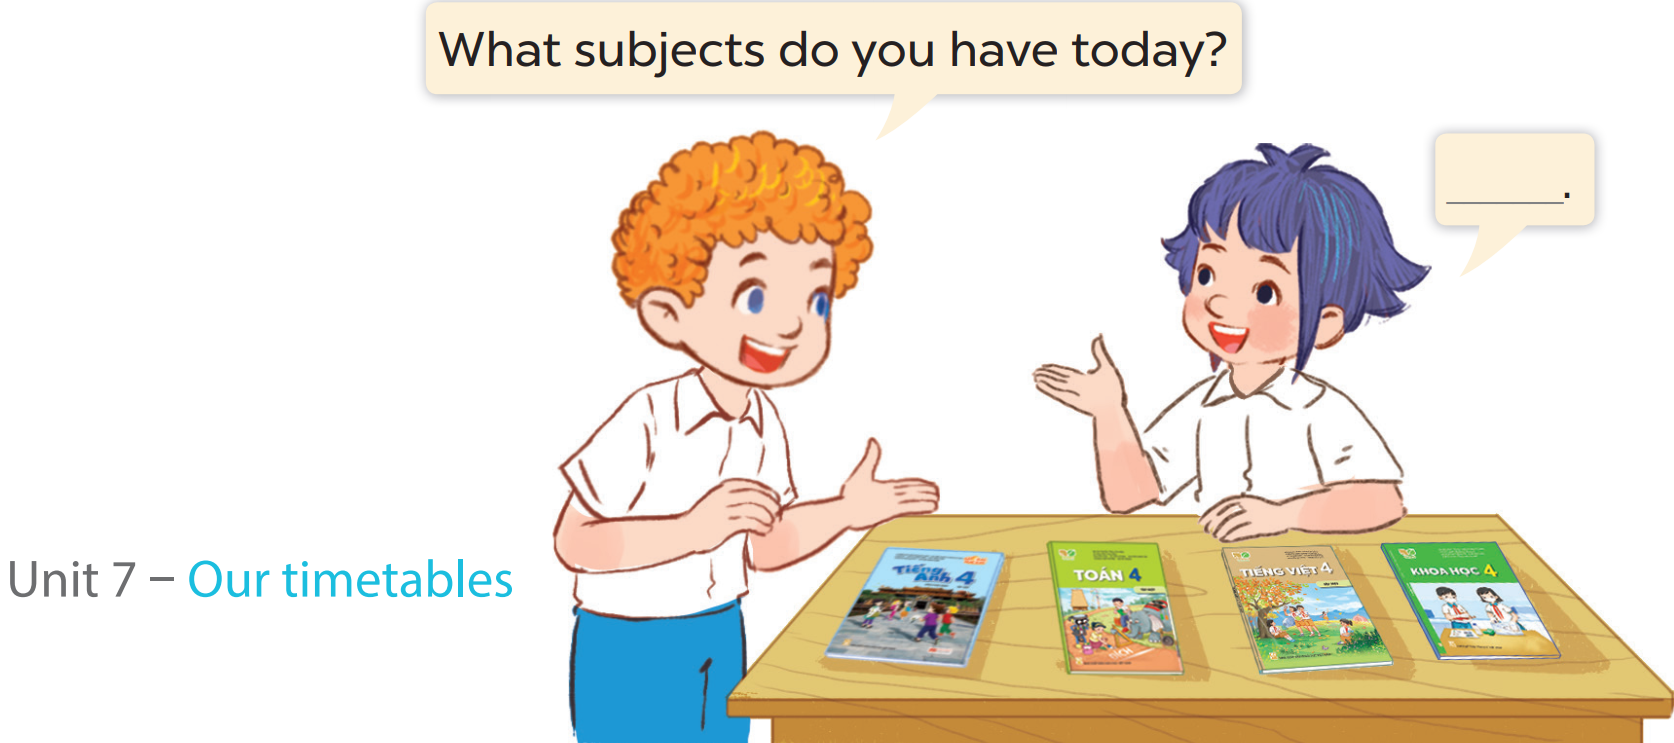 What subjects do you have today?
________.
Unit 7 – Our timetables
Tiếng
Anh 4
TOÁN 4
TIẾNG VIỆT 4
KHOA HỌC 4